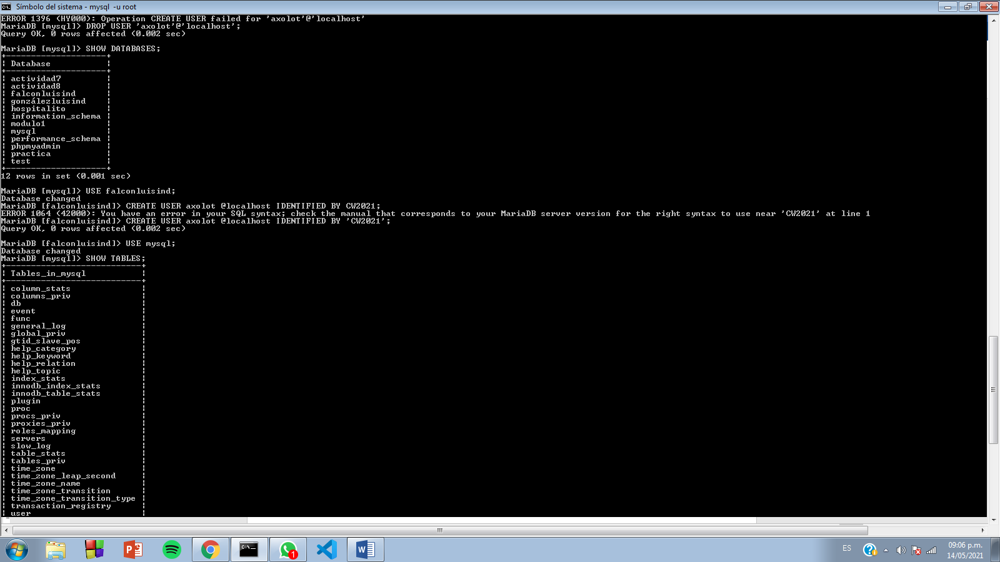 Símbolo del sistema - mysql  -u root
ERROR 1396 (HY000): Operation CREATE USER failed for 'axolot'@'localhost'
MariaDB [mysql]> DROP USER 'axolot'@'localhost';
Query OK, 0 rows affected (0.002 sec)
MariaDB [mysql]> SHOW DATABASES;
+--------------------+
| Database           |
+--------------------+
| actividad7         |
| actividad8         |
| falconluisind      |
| gonzálezluisind    |
| hospitalito        |
| information_schema |
| modulo1            |
| mysql              |
| performance_schema |
| phpmyadmin         |
| practica           |
| test               |
+--------------------+
12 rows in set (0.001 sec)
MariaDB [mysql]> USE falconluisind;
Database changed
MariaDB [falconluisind]> CREATE USER axolot @localhost IDENTIFIED BY CW2021;
ERROR 1064 (42000): You have an error in your SQL syntax; check the manual that corresponds to your MariaDB server version for the right syntax to use near 'CW2021' at line 1
MariaDB [falconluisind]> CREATE USER axolot @localhost IDENTIFIED BY 'CW2021';
Query OK, 0 rows affected (0.002 sec)
MariaDB [falconluisind]> USE mysql;
Database changed
MariaDB [mysql]> SHOW TABLES;
+---------------------------+
| Tables_in_mysql           |
+---------------------------+
| column_stats              |
| columns_priv              |
| db                        |
| event                     |
| func                      |
| general_log               |
| global_priv               |
| gtid_slave_pos            |
| help_category             |
| help_keyword              |
| help_relation             |
| help_topic                |
| index_stats               |
| innodb_index_stats        |
| innodb_table_stats        |
| plugin                    |
| proc                      |
| procs_priv                |
| proxies_priv              |
| roles_mapping             |
| servers                   |
| slow_log                  |
| table_stats               |
| tables_priv               |
| time_zone                 |
| time_zone_leap_second     |
| time_zone_name            |
| time_zone_transition      |
| time_zone_transition_type |
| transaction_registry      |
| user                      |
1
ES
09:06 p.m.
14/05/2021